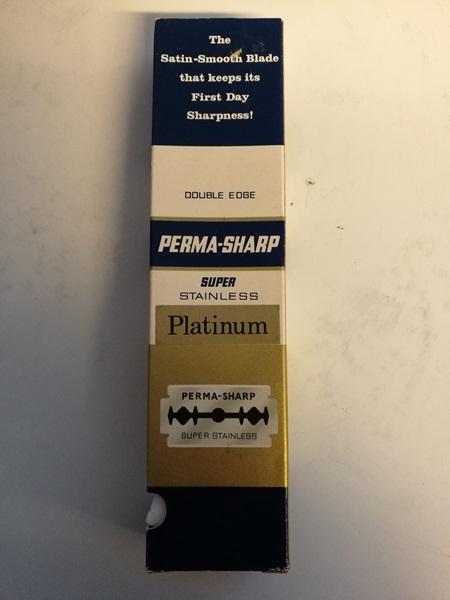 The
Satin-Smooth Blade
that keeps its
First Day
Sharpness!
DOUBLE EDGE
PERMA-SHARP
SUPER
STAINLESS
Platinum
PERMA-SHARP
SUPER STAINLESS